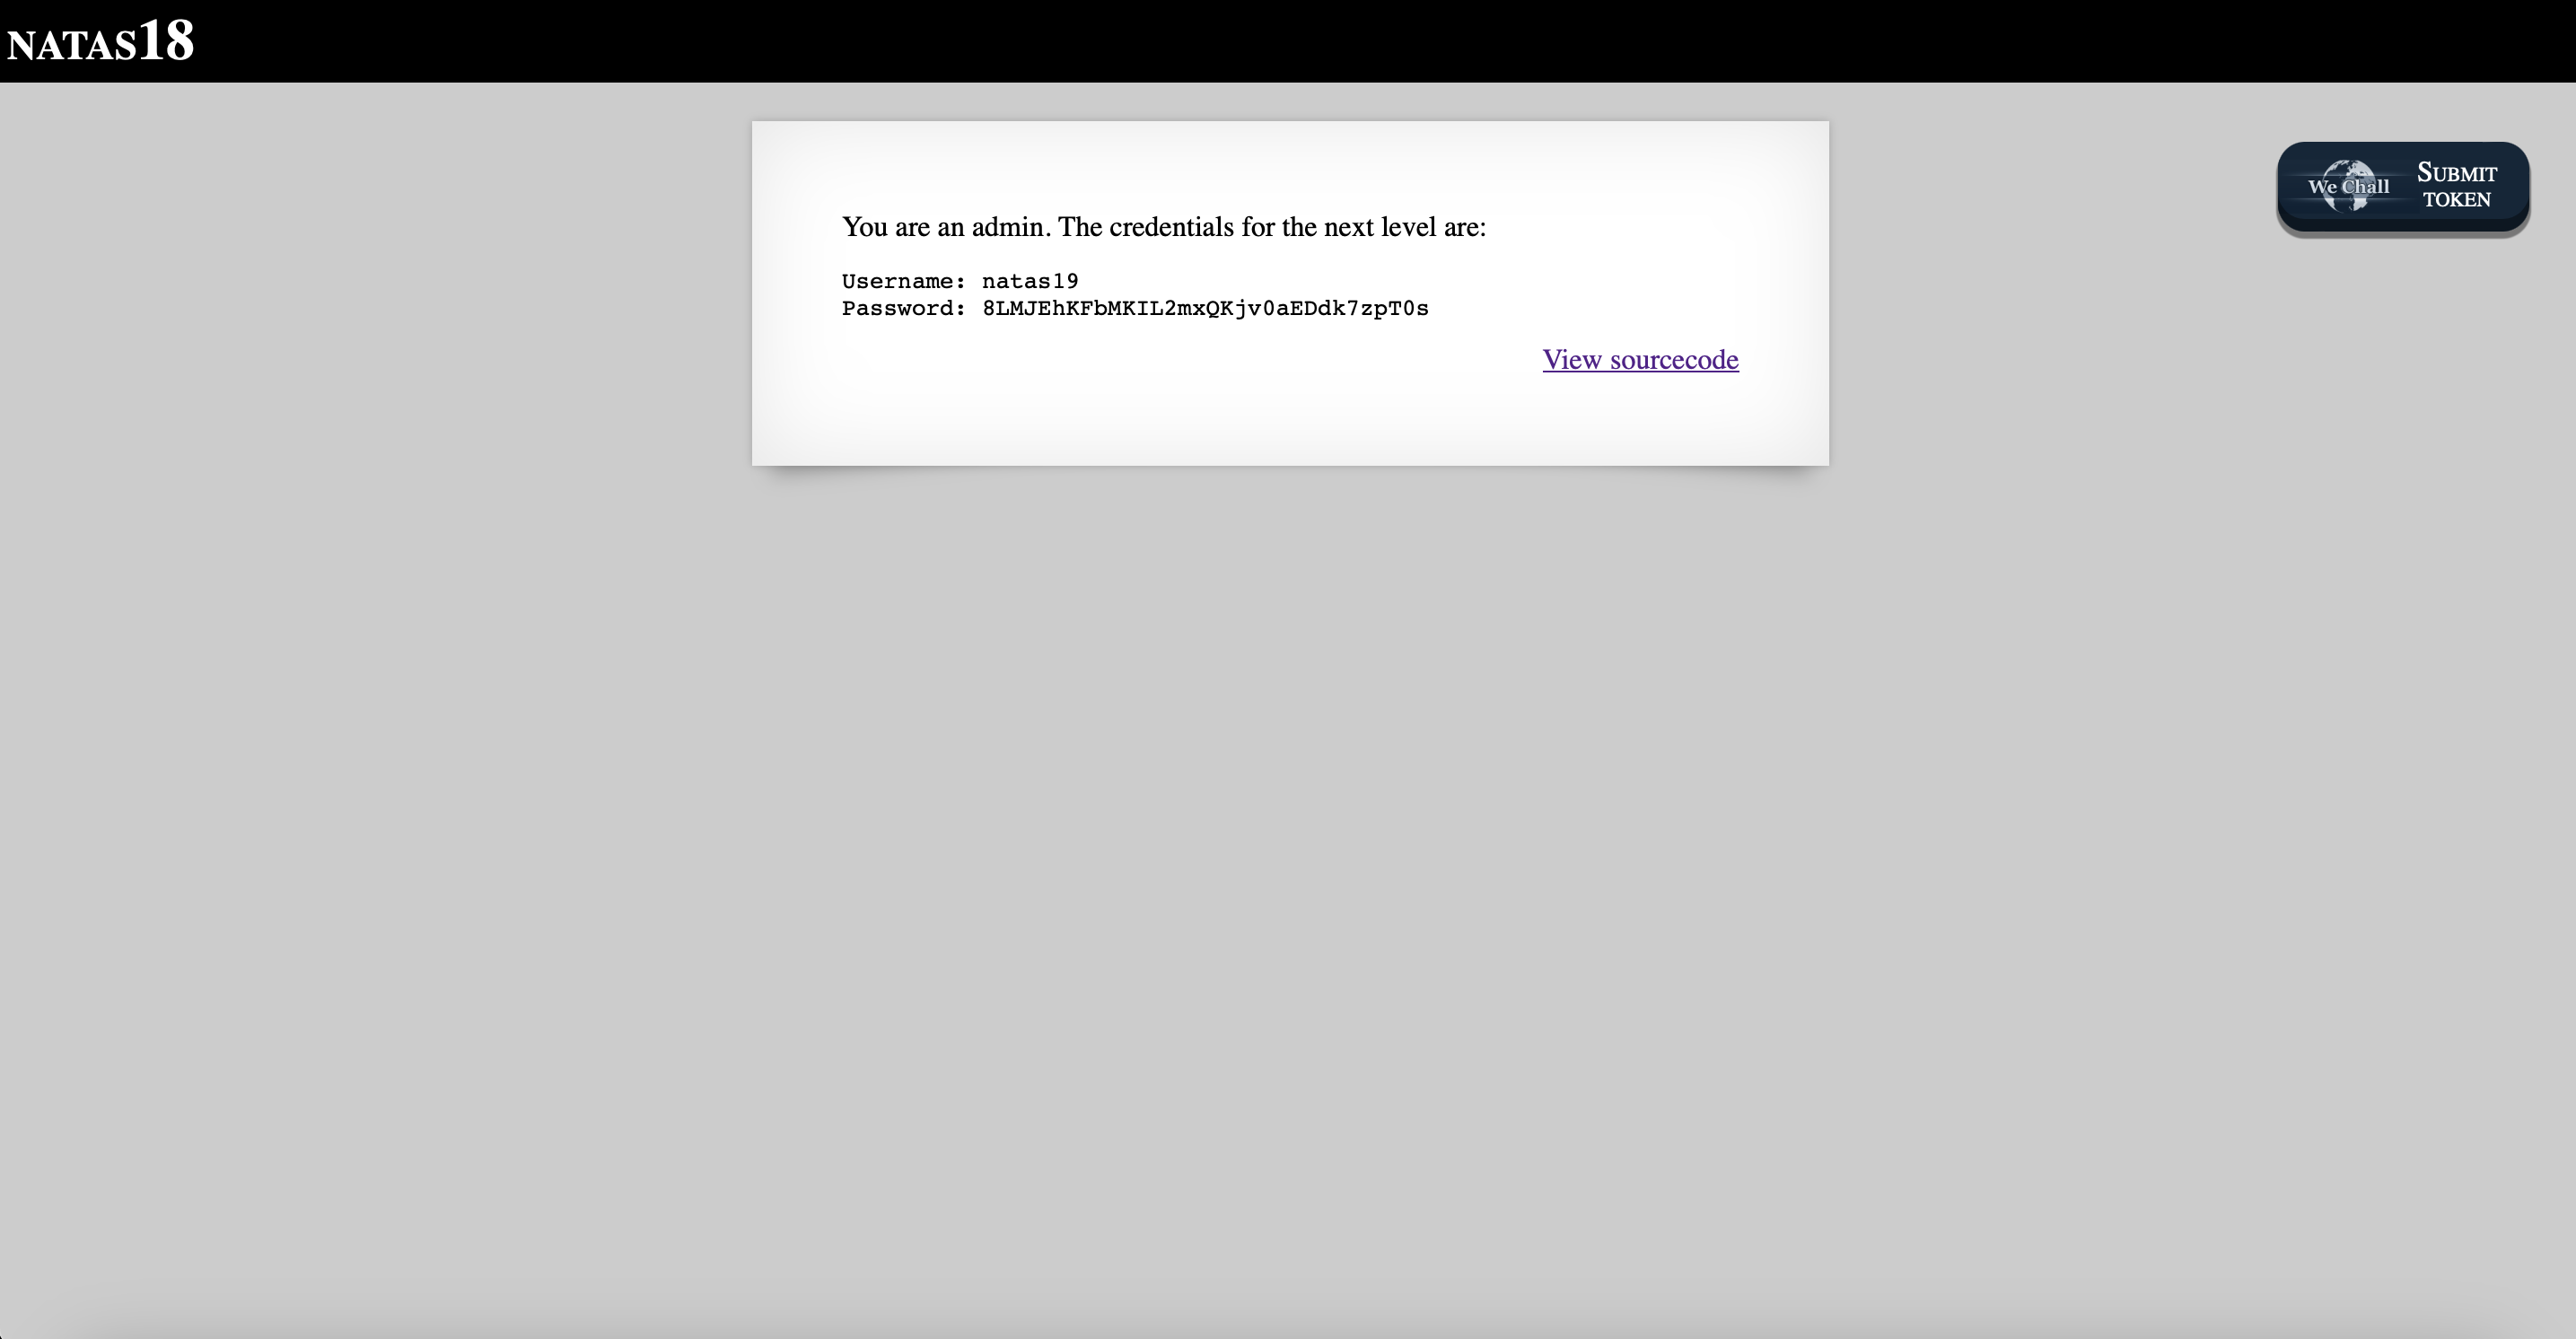 NATAS18
We Chall
SUBMIT
TOKEN
You are an admin. The credentials for the next level are:
Username: natas19
Password: 8LMJEhKFbMKIL2mxQKjv0aEDdk7zpT0s
View sourcecode